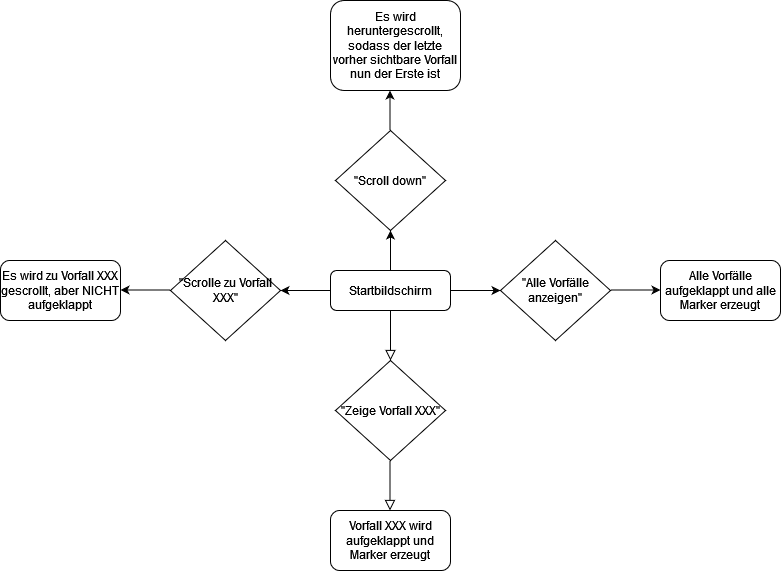 Es wird
heruntergescrollt,
sodass der letzte
vorher sichtbare Vorfall
nun der Erste ist
"Scroll down"
Es wird zu Vorfall XXX
gescrollt, aber NICHT
aufgeklappt
"Scrolle zu Vorfall
XXX"
Startbildschirm
"Alle Vorfälle
anzeigen"
Alle Vorfälle
aufgeklappt und alle
Marker erzeugt
"Zeige Vorfall XXX"
Vorfall XXX wird
aufgeklappt und
Marker erzeugt